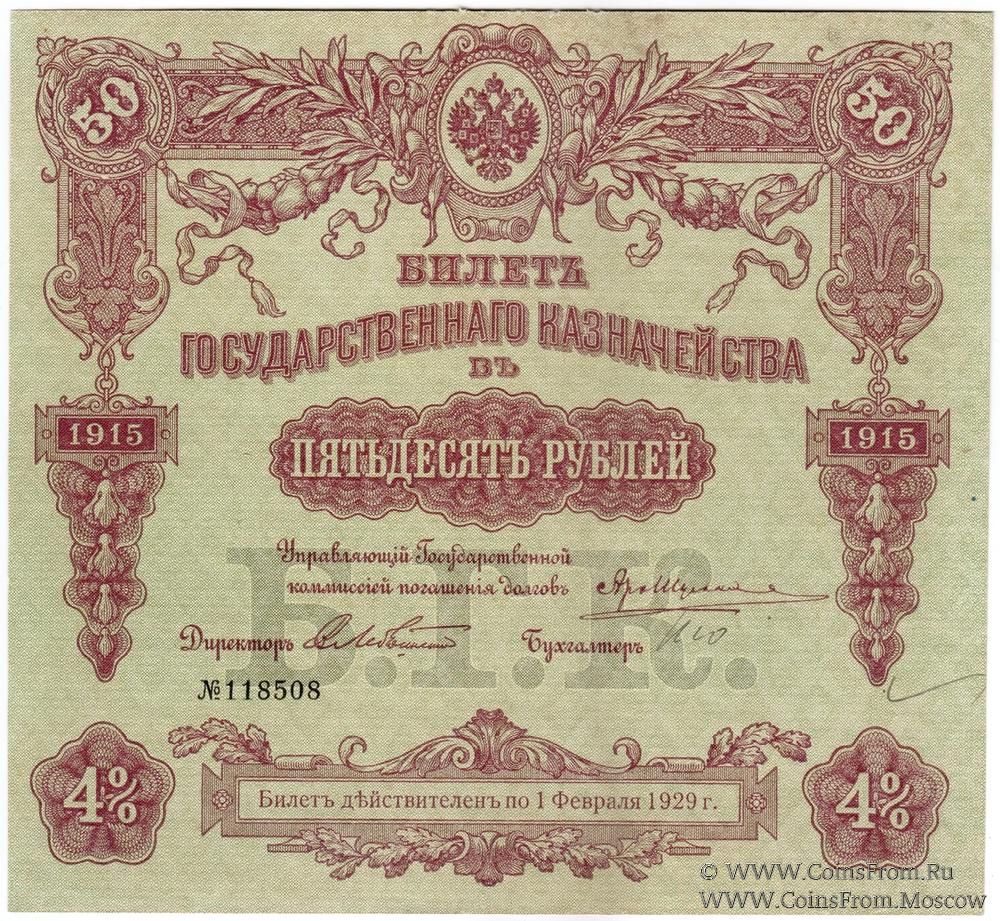 50 50
БИЛЕТЪ
ГОСУДАРСТВЕННАГО КАЗНАЧЕЙСТВА
ВЪ
1915 1915
ПЯТЬДЕСЯТЪ РУБЛЕЙ
Управляющій Государственной
коммиссіей погашенія долговъ
Директоръ Бухгалтеръ
Б.Г.К.
№118508
4% 4%
Билетъ дѣйствителенъ по 1 Февраля 1929 г.
© WWW.CoinsFrom.Ru
WWW.CoinsFrom.Moscow